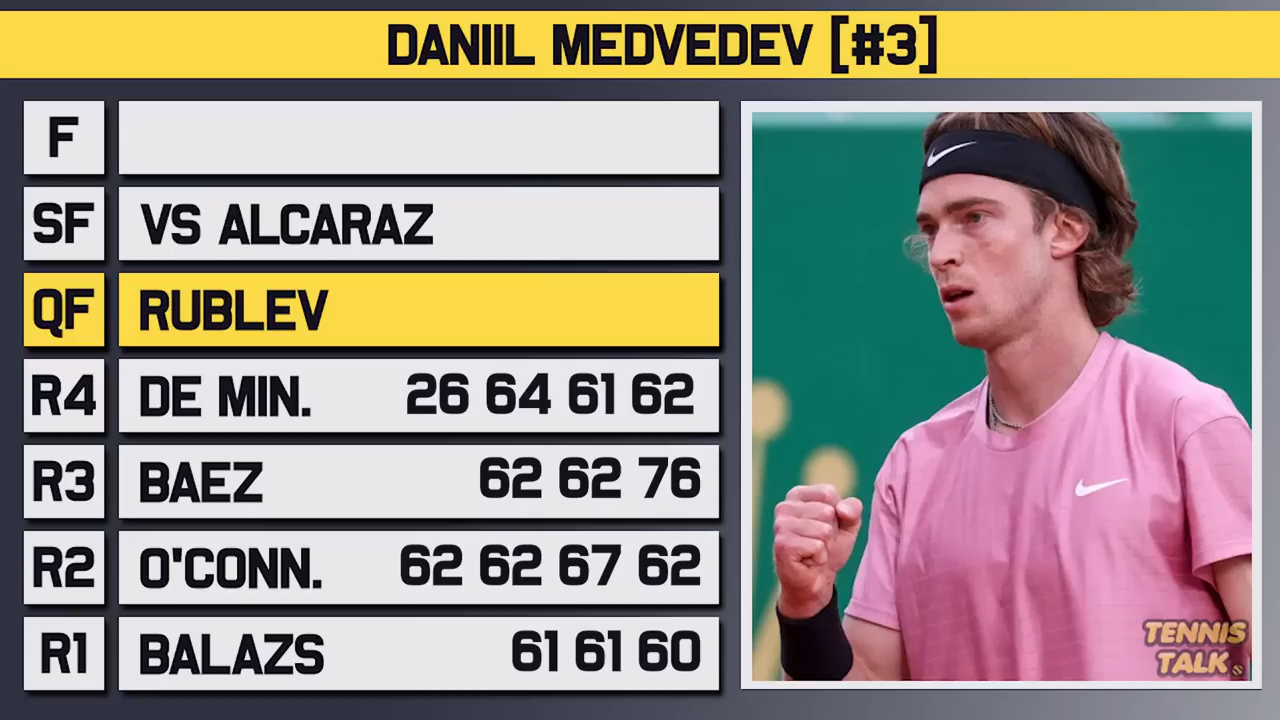 DANIIL MEDVEDEV [#3]
F
SF VS ALCARAZ
QF RUBLEV
R4 DE MIN. 26 64 61 62
R3 BAEZ 62 62 76
R2 O'CONN. 62 62 67 62
R1 BALAZS 61 61 60
TENNIS
TALK